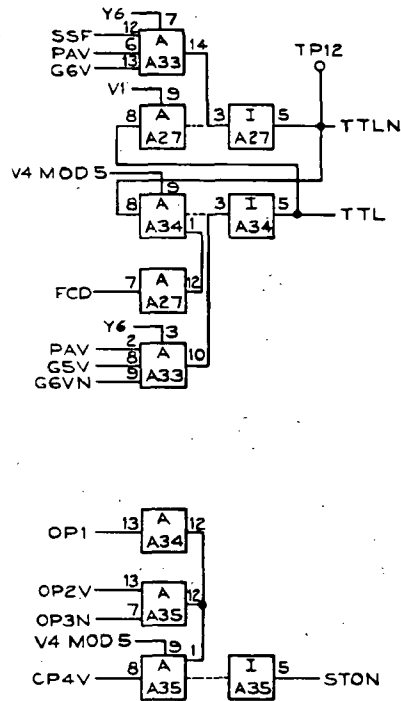 Y6 7
SSF 12 A 14 TP12
PAV 6
G6V 13 A33
V1 9
8 A 3 I 5 TTLN
A27 A27
V4 MOD 5 9
8 A 3 I 5 TTL
A34 1 A34
FCD 7 A 12
A27
Y6 3
PAV 2 A
G5V 8 10
G6VN 9 A33
OP1 13 A 12
A34
OP2V 13 A 12
OP3N 7 A35
V4 MOD 5 9 1
CP4V 8 A I 5 STON
A35 A35